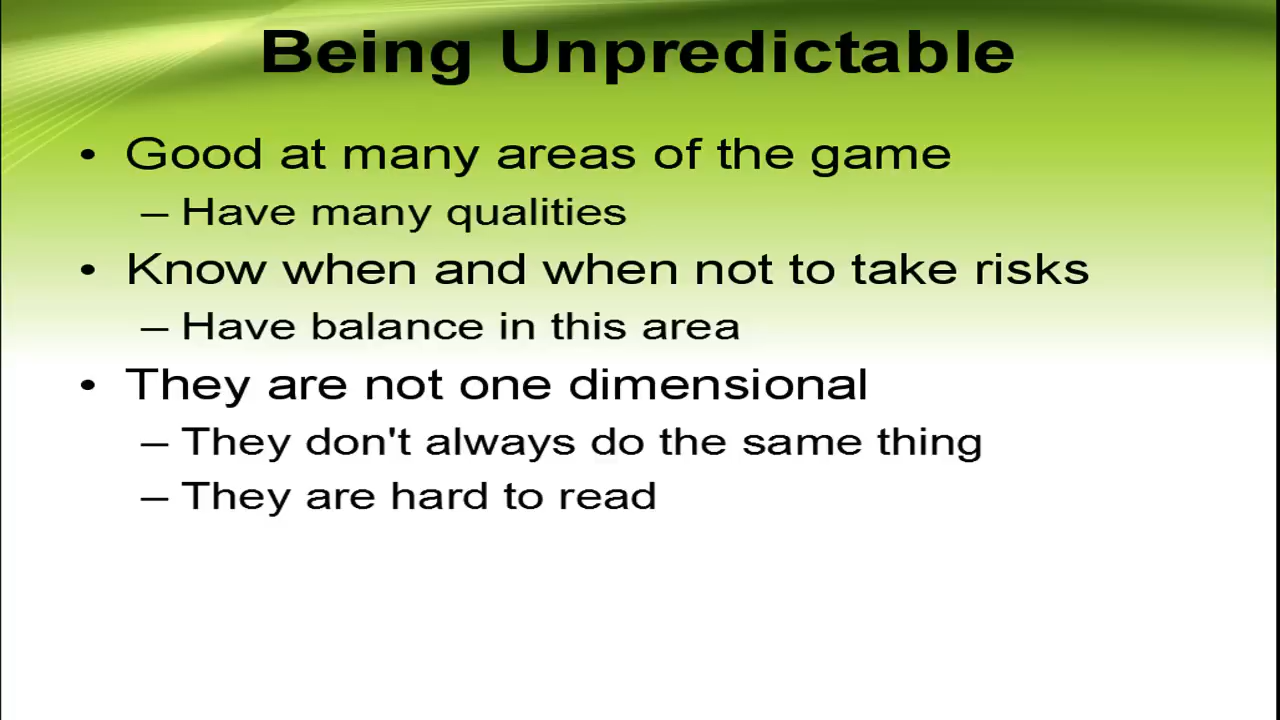 Being Unpredictable
• Good at many areas of the game
– Have many qualities
• Know when and when not to take risks
– Have balance in this area
• They are not one dimensional
– They don't always do the same thing
– They are hard to read